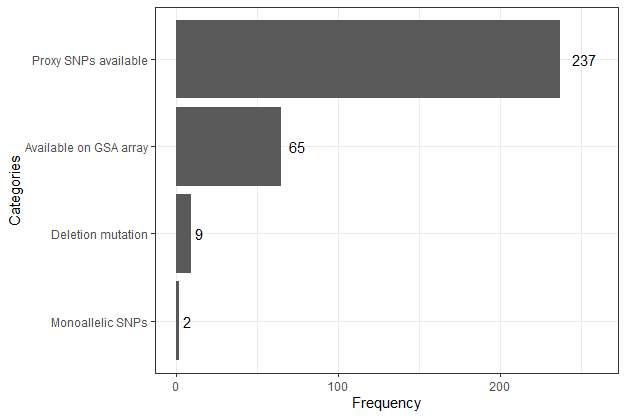 Proxy SNPs available
237
Available on GSA array
65
Deletion mutation
9
Monoallelic SNPs
2
Categories
0
100
200
Frequency